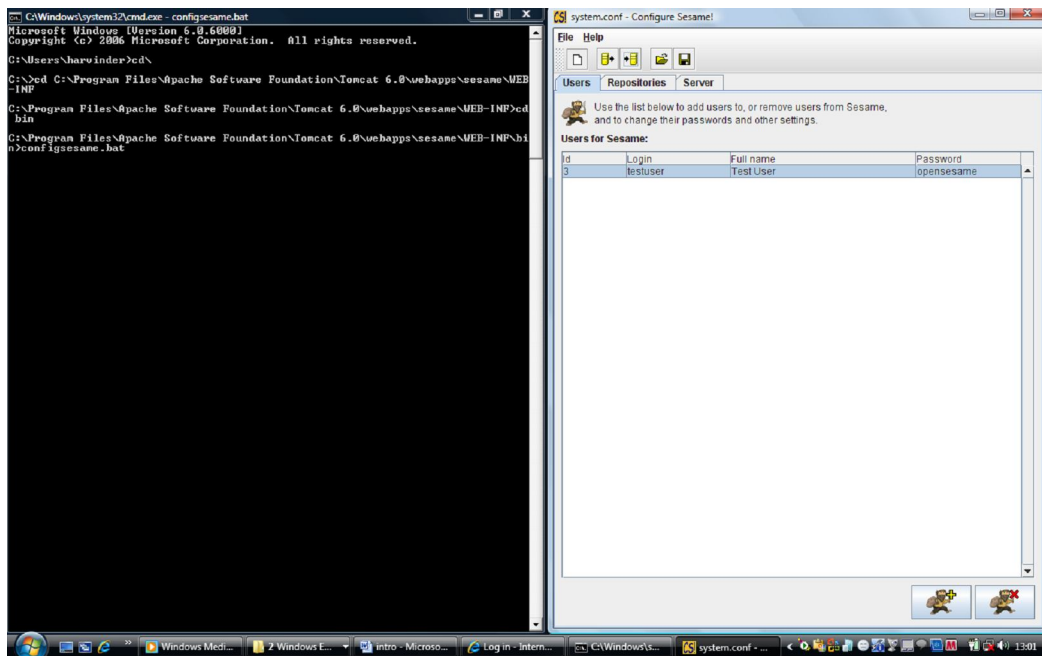 C:\Windows\system32\cmd.exe - configsesame.bat
Microsoft Windows [Version 6.0.6000]
Copyright (c) 2006 Microsoft Corporation.  All rights reserved.
C:\Users\harvinder>cd\
C:\>cd C:\Program Files\Apache Software Foundation\Tomcat 6.0\webapps\sesame\WEB
-INF
C:\Program Files\Apache Software Foundation\Tomcat 6.0\webapps\sesame\WEB-INF>cd
bin
C:\Program Files\Apache Software Foundation\Tomcat 6.0\webapps\sesame\WEB-INF\bi
n>configsesame.bat
system.conf - Configure Sesame!
File Help
Users Repositories Server
Use the list below to add users to, or remove users from Sesame,
and to change their passwords and other settings.
Users for Sesame:
Id Login Full name Password
3 testuser Test User opensesame
Windows Medi... 2 Windows E... intro - Microso... Log in - Intern... C:\Windows\s... system.conf - ... 13:01